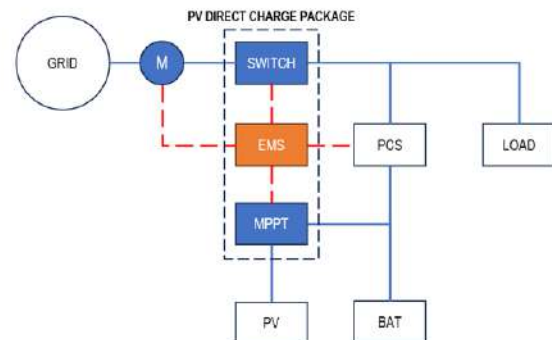 PV DIRECT CHARGE PACKAGE
GRID
M
SWITCH
EMS
PCS
LOAD
MPPT
PV
BAT